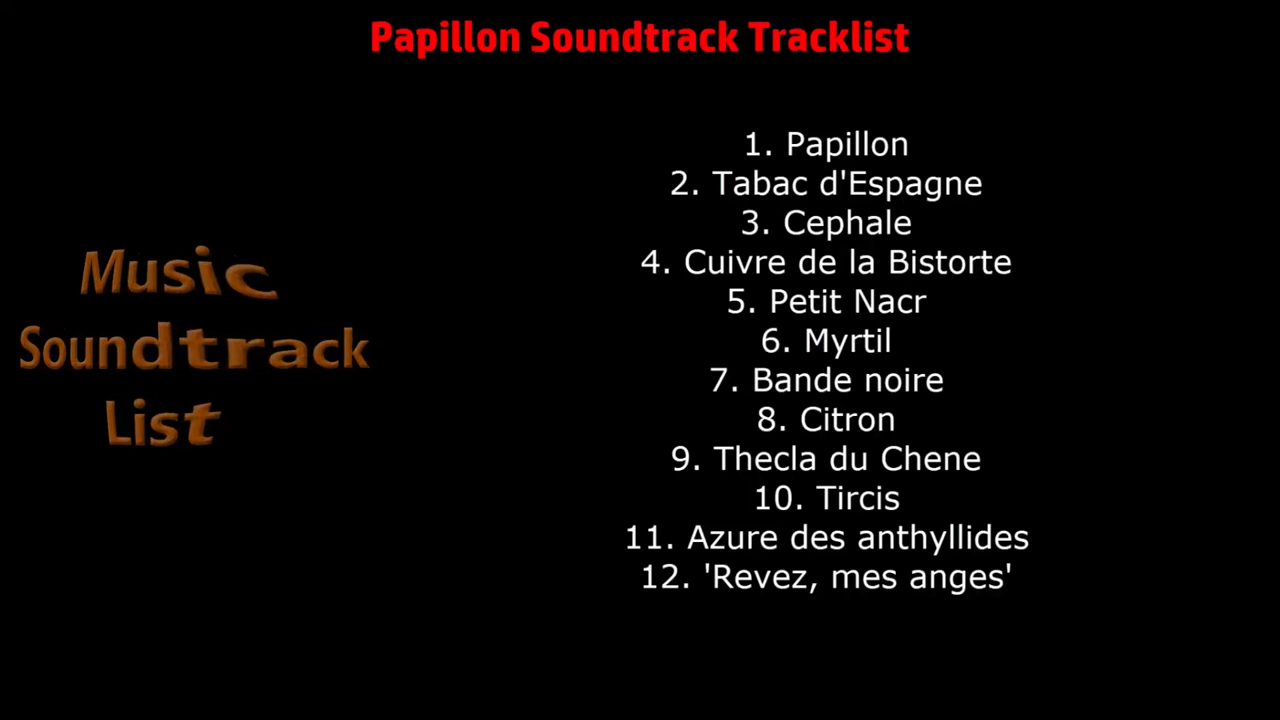 Papillon Soundtrack Tracklist
Music
Soundtrack
List
1. Papillon
2. Tabac d'Espagne
3. Cephale
4. Cuivre de la Bistorte
5. Petit Nacr
6. Myrtil
7. Bande noire
8. Citron
9. Thecla du Chene
10. Tircis
11. Azure des anthyllides
12. 'Revez, mes anges'